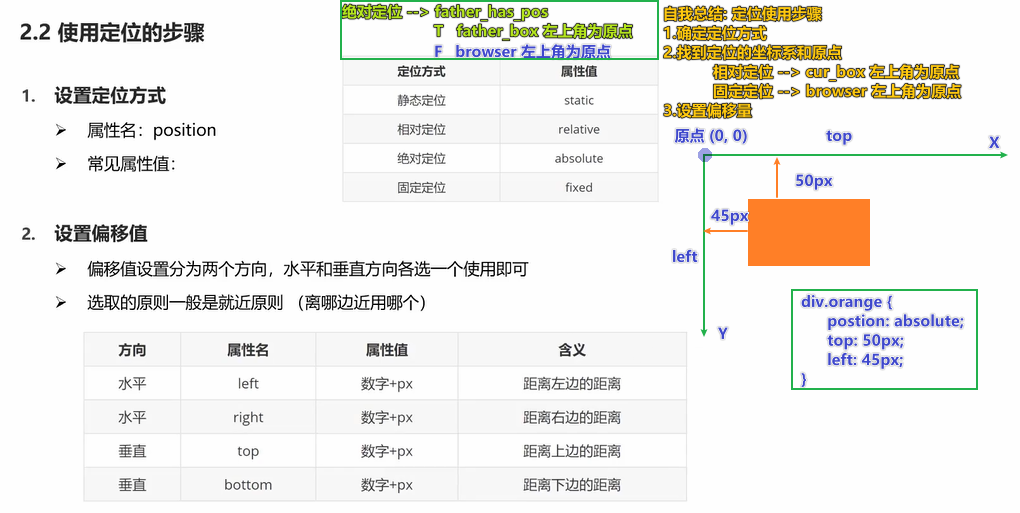 2.2 使用定位的步骤
1. 设置定位方式
➢ 属性名：position
➢ 常见属性值：
绝对定位 --> father_has_pos
T father_box 左上角为原点
F browser 左上角为原点
定位方式 属性值
静态定位 static
相对定位 relative
绝对定位 absolute
固定定位 fixed
自我总结: 定位使用步骤
1.确定定位方式
2.找到定位的坐标系和原点
相对定位 --> cur_box 左上角为原点
固定定位 --> browser 左上角为原点
3.设置偏移量
原点 (0, 0) top X
50px
45px
left
Y
div.orange {
postion: absolute;
top: 50px;
left: 45px;
}
2. 设置偏移值
➢ 偏移值设置分为两个方向，水平和垂直方向各选一个使用即可
➢ 选取的原则一般是就近原则 （离哪边近用哪个）
方向 属性名 属性值 含义
水平 left 数字+px 距离左边的距离
水平 right 数字+px 距离右边的距离
垂直 top 数字+px 距离上边的距离
垂直 bottom 数字+px 距离下边的距离